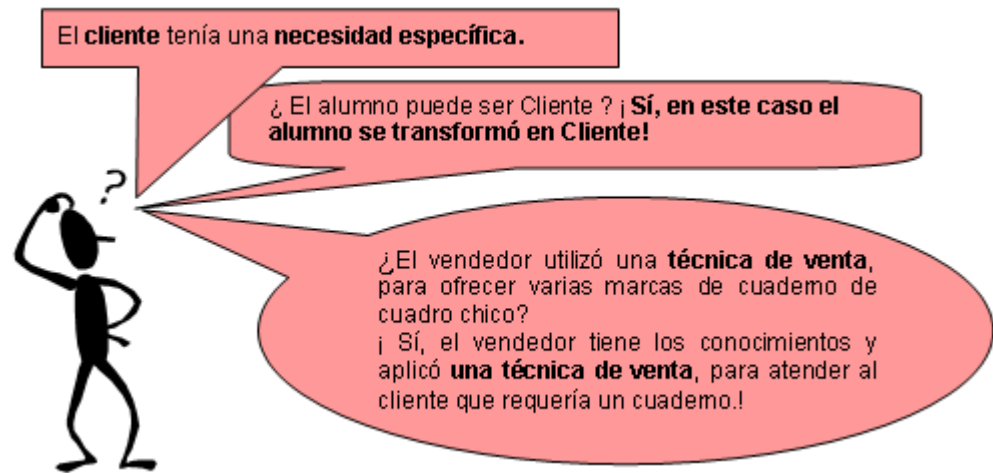 El cliente tenía una necesidad específica.
¿ El alumno puede ser Cliente ? ¡ Sí, en este caso el
alumno se transformó en Cliente!
?
¿El vendedor utilizó una técnica de venta,
para ofrecer varias marcas de cuaderno de
cuadro chico?
¡ Sí, el vendedor tiene los conocimientos y
aplicó una técnica de venta, para atender al
cliente que requería un cuaderno.!